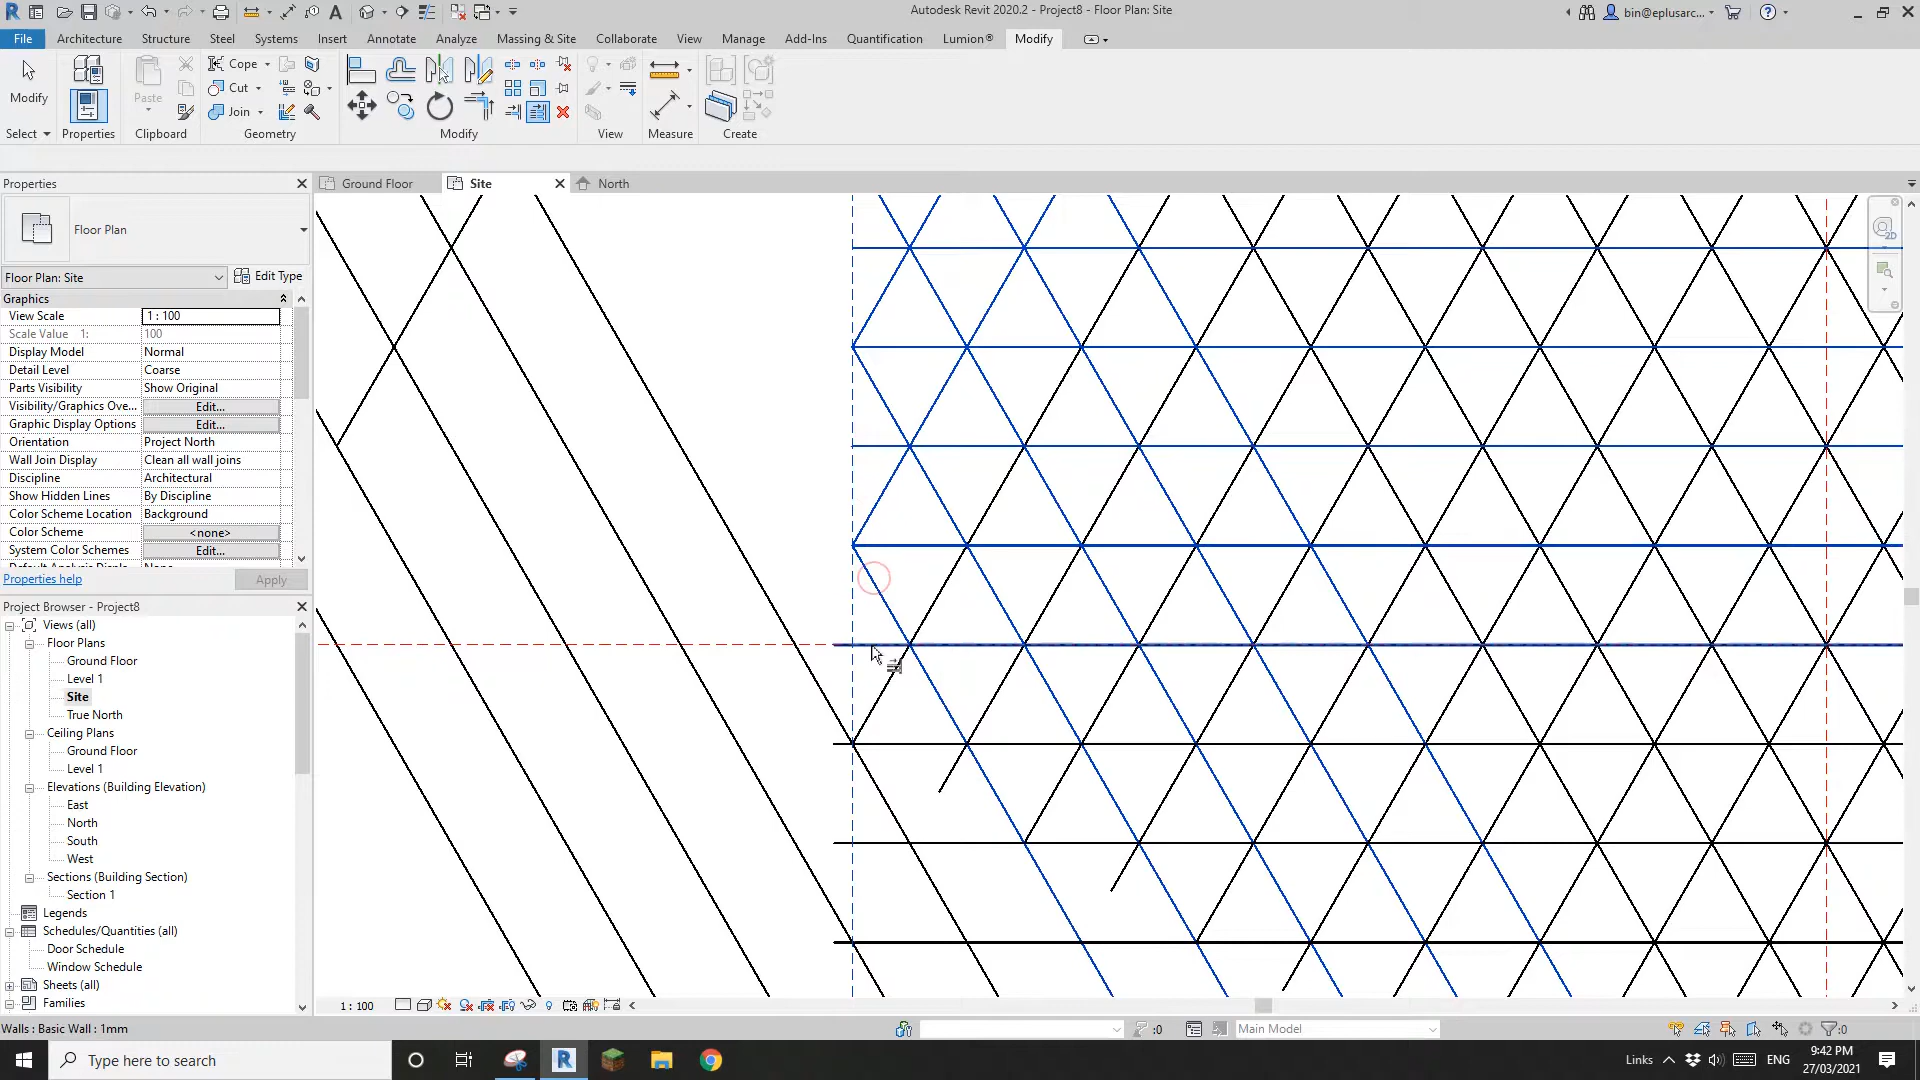 Autodesk Revit 2020.2 - Project8 - Floor Plan: Site
bin@eplusarc...
File Architecture Structure Steel Systems Insert Annotate Analyze Massing & Site Collaborate View Manage Add-Ins Quantification Lumion® Modify
Modify
Paste
Cope
Cut
Join
Select Properties Clipboard Geometry Modify View Measure Create
Properties
Ground Floor Site North
2D
Floor Plan
Floor Plan: Site Edit Type
Graphics
View Scale 1 : 100
Scale Value 1: 100
Display Model Normal
Detail Level Coarse
Parts Visibility Show Original
Visibility/Graphics Ove... Edit...
Graphic Display Options Edit...
Orientation Project North
Wall Join Display Clean all wall joins
Discipline Architectural
Show Hidden Lines By Discipline
Color Scheme Location Background
Color Scheme <none>
System Color Schemes Edit...
Properties help Apply
Project Browser - Project8
Views (all)
Floor Plans
Ground Floor
Level 1
Site
True North
Ceiling Plans
Ground Floor
Level 1
Elevations (Building Elevation)
East
North
South
West
Sections (Building Section)
Section 1
Legends
Schedules/Quantities (all)
Door Schedule
Window Schedule
Sheets (all)
Families
1 : 100
Walls : Basic Wall : 1mm
:0
Main Model
:0
Type here to search
Links
ENG
9:42 PM
27/03/2021